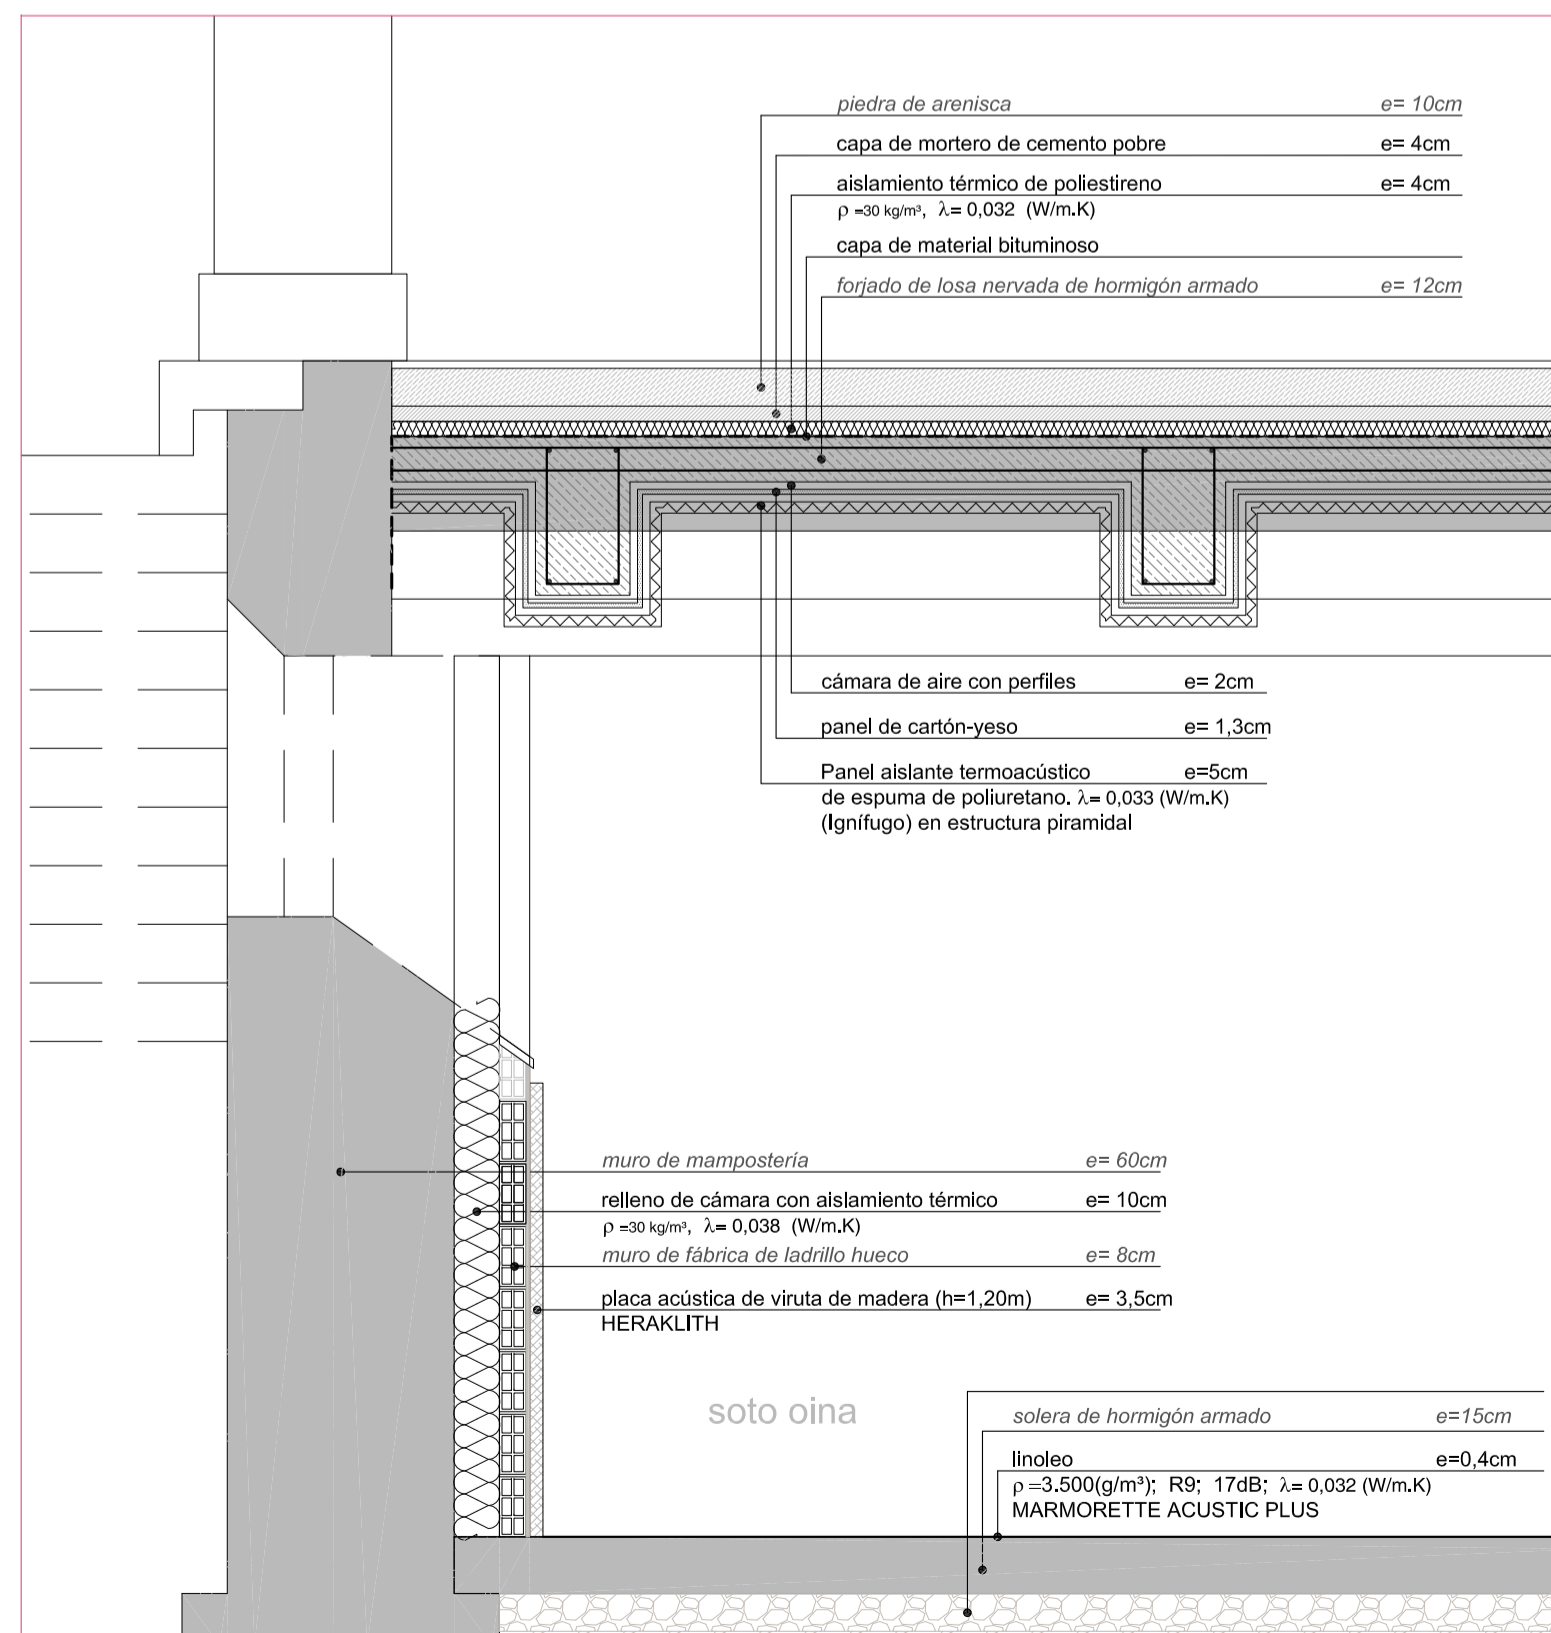 piedra de arenisca e= 10cm
capa de mortero de cemento pobre e= 4cm
aislamiento térmico de poliestireno e= 4cm
ρ =30 kg/m³, λ= 0,032 (W/m.K)
capa de material bituminoso
forjado de losa nervada de hormigón armado e= 12cm
cámara de aire con perfiles e= 2cm
panel de cartón-yeso e= 1,3cm
Panel aislante termoacústico e=5cm
de espuma de poliuretano. λ= 0,033 (W/m.K)
(Ignífugo) en estructura piramidal
muro de mampostería e= 60cm
relleno de cámara con aislamiento térmico e= 10cm
ρ =30 kg/m³, λ= 0,038 (W/m.K)
muro de fábrica de ladrillo hueco e= 8cm
placa acústica de viruta de madera (h=1,20m) e= 3,5cm
HERAKLITH
soto oina
solera de hormigón armado e=15cm
linoleo e=0,4cm
ρ =3.500(g/m³); R9; 17dB; λ= 0,032 (W/m.K)
MARMORETTE ACUSTIC PLUS